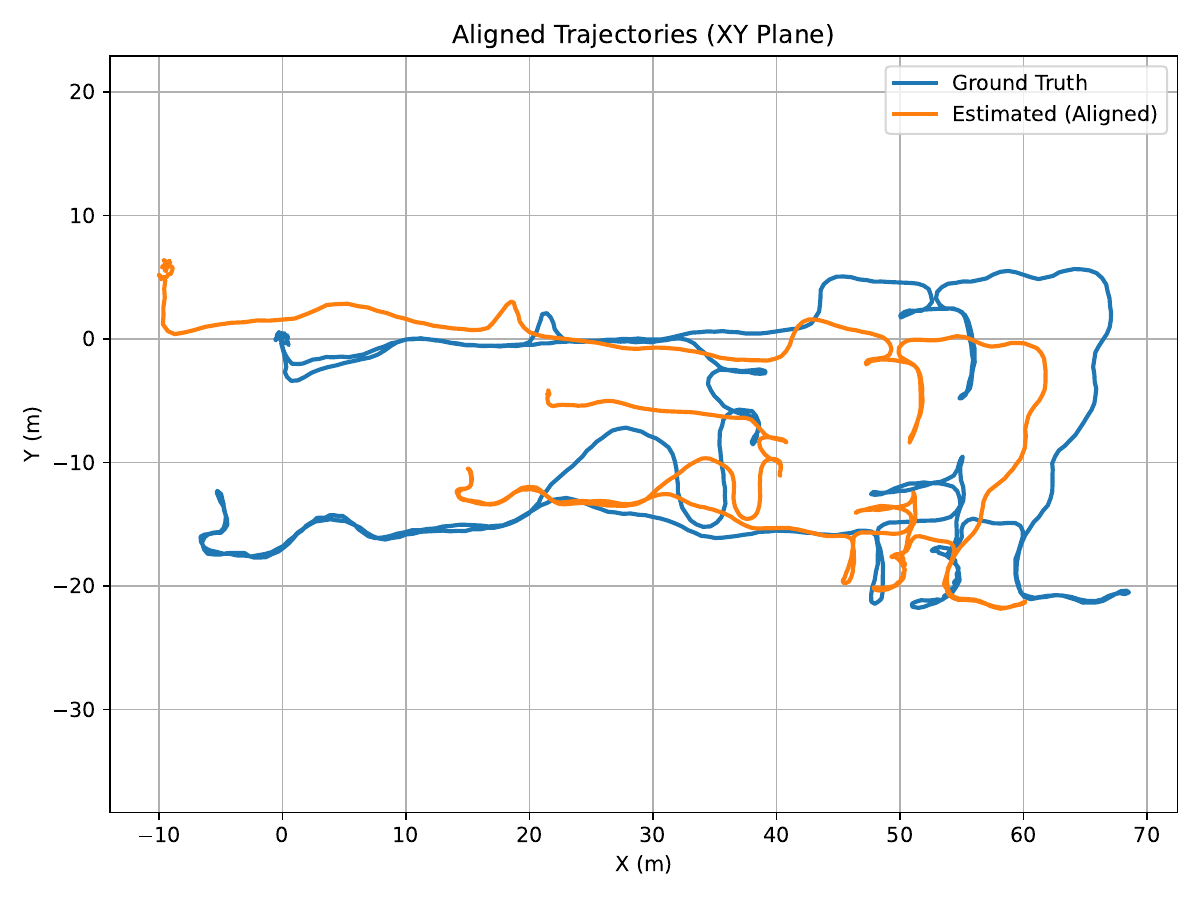 Aligned Trajectories (XY Plane)
Ground Truth
Estimated (Aligned)
20
10
0
−10
−20
−30
Y (m)
−10 0 10 20 30 40 50 60 70
X (m)